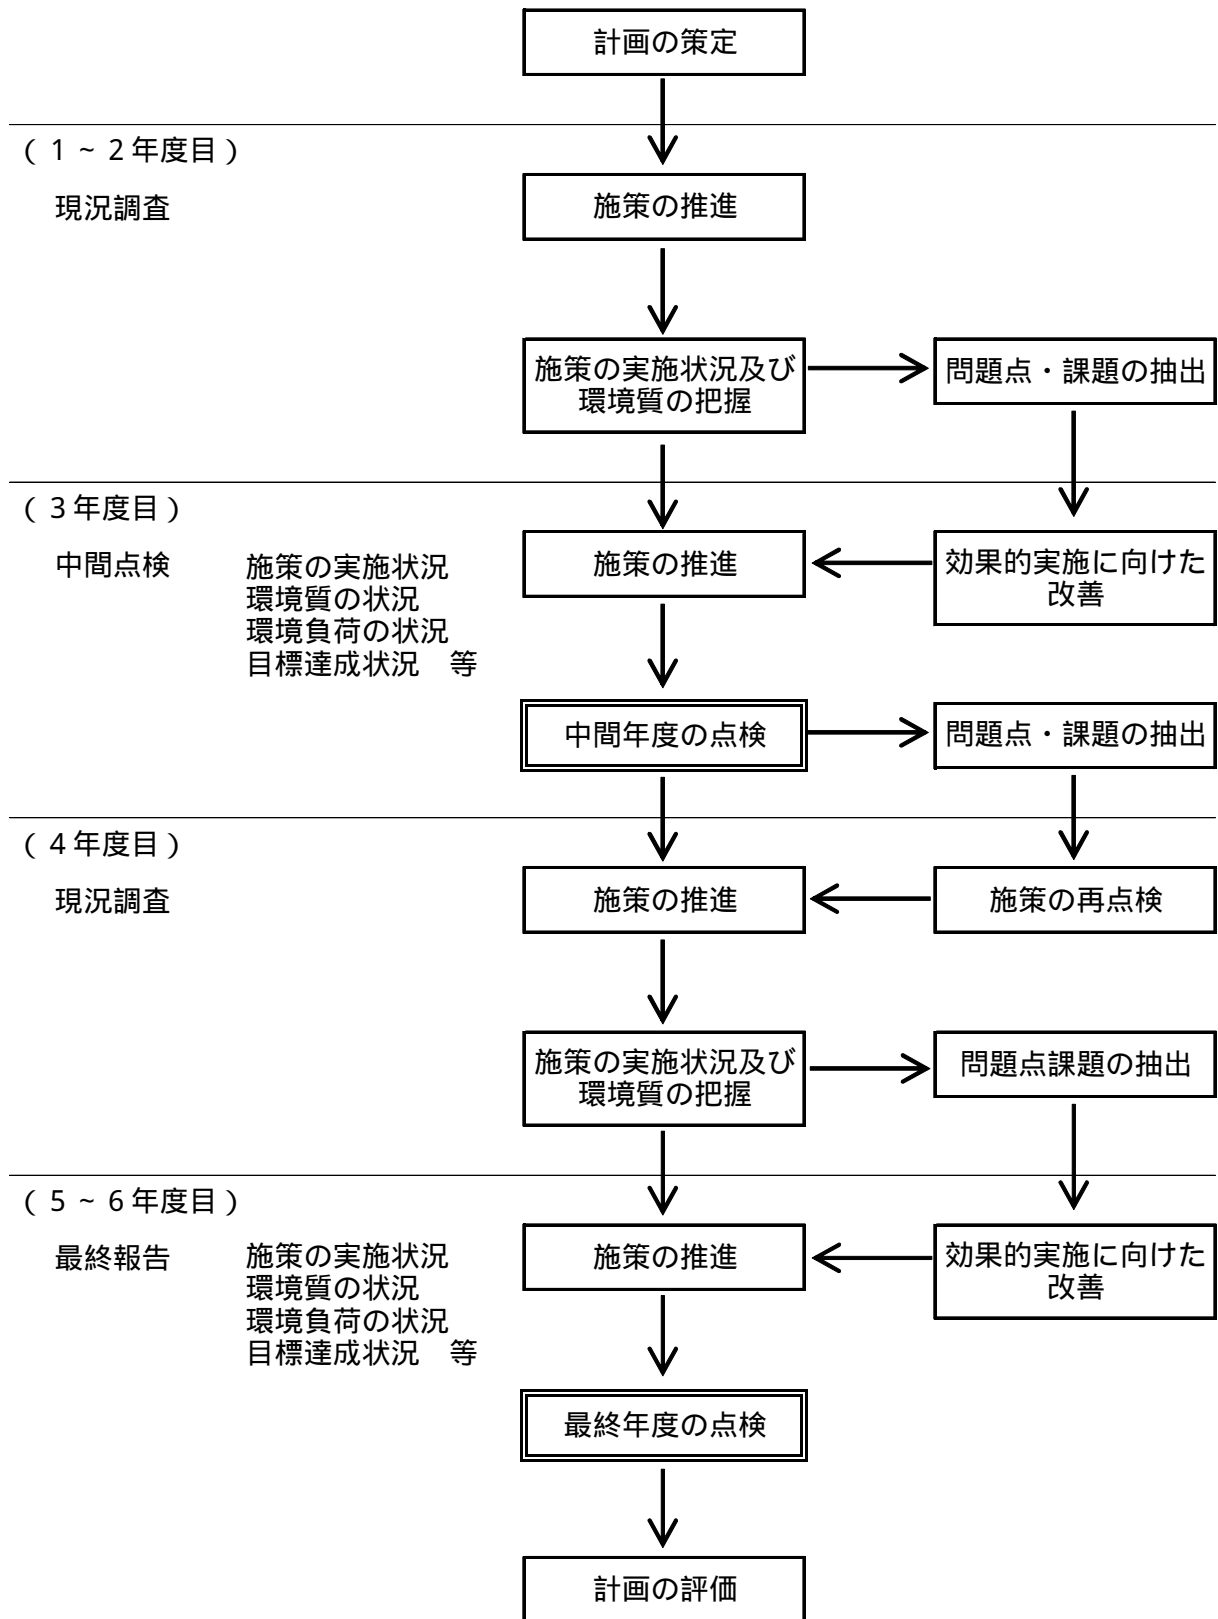 計画の策定
( 1 ~ 2 年度目 )
現況調査
施策の推進
施策の実施状況及び
環境質の把握
問題点・課題の抽出
( 3 年度目 )
中間点検
施策の実施状況
環境質の状況
環境負荷の状況
目標達成状況　等
施策の推進
効果的実施に向けた
改善
中間年度の点検
問題点・課題の抽出
( 4 年度目 )
現況調査
施策の推進
施策の再点検
施策の実施状況及び
環境質の把握
問題点課題の抽出
( 5 ~ 6 年度目 )
最終報告
施策の実施状況
環境質の状況
環境負荷の状況
目標達成状況　等
施策の推進
効果的実施に向けた
改善
最終年度の点検
計画の評価